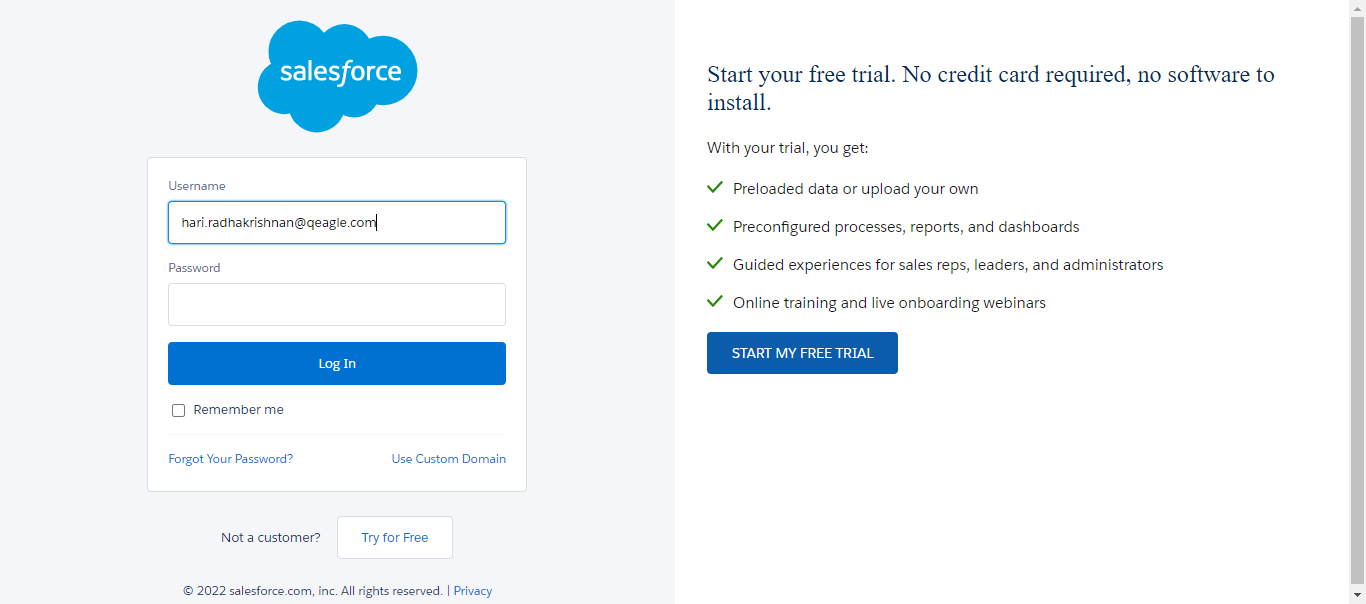 salesforce
Username
hari.radhakrishnan@qeagle.com
Password
Log In
Remember me
Forgot Your Password?
Use Custom Domain
Not a customer?
Try for Free
© 2022 salesforce.com, inc. All rights reserved. | Privacy
Start your free trial. No credit card required, no software to
install.
With your trial, you get:
Preloaded data or upload your own
Preconfigured processes, reports, and dashboards
Guided experiences for sales reps, leaders, and administrators
Online training and live onboarding webinars
START MY FREE TRIAL